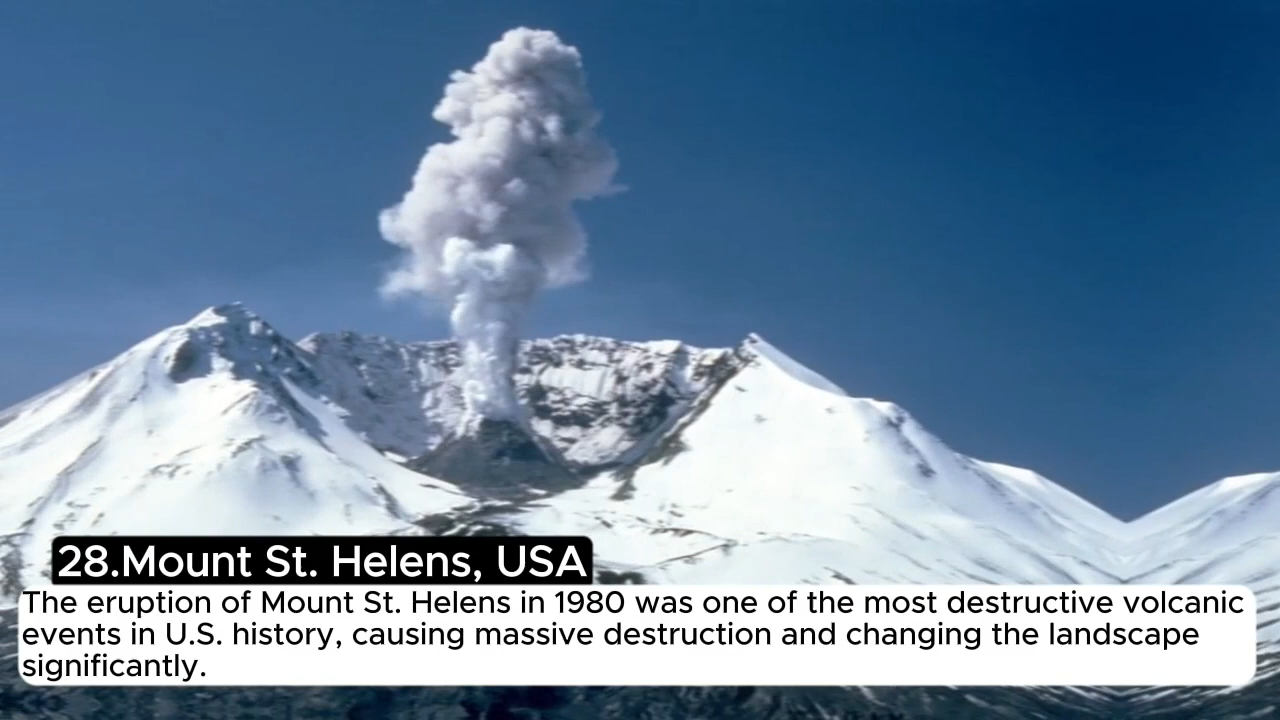 28.Mount St. Helens, USA
The eruption of Mount St. Helens in 1980 was one of the most destructive volcanic
events in U.S. history, causing massive destruction and changing the landscape
significantly.